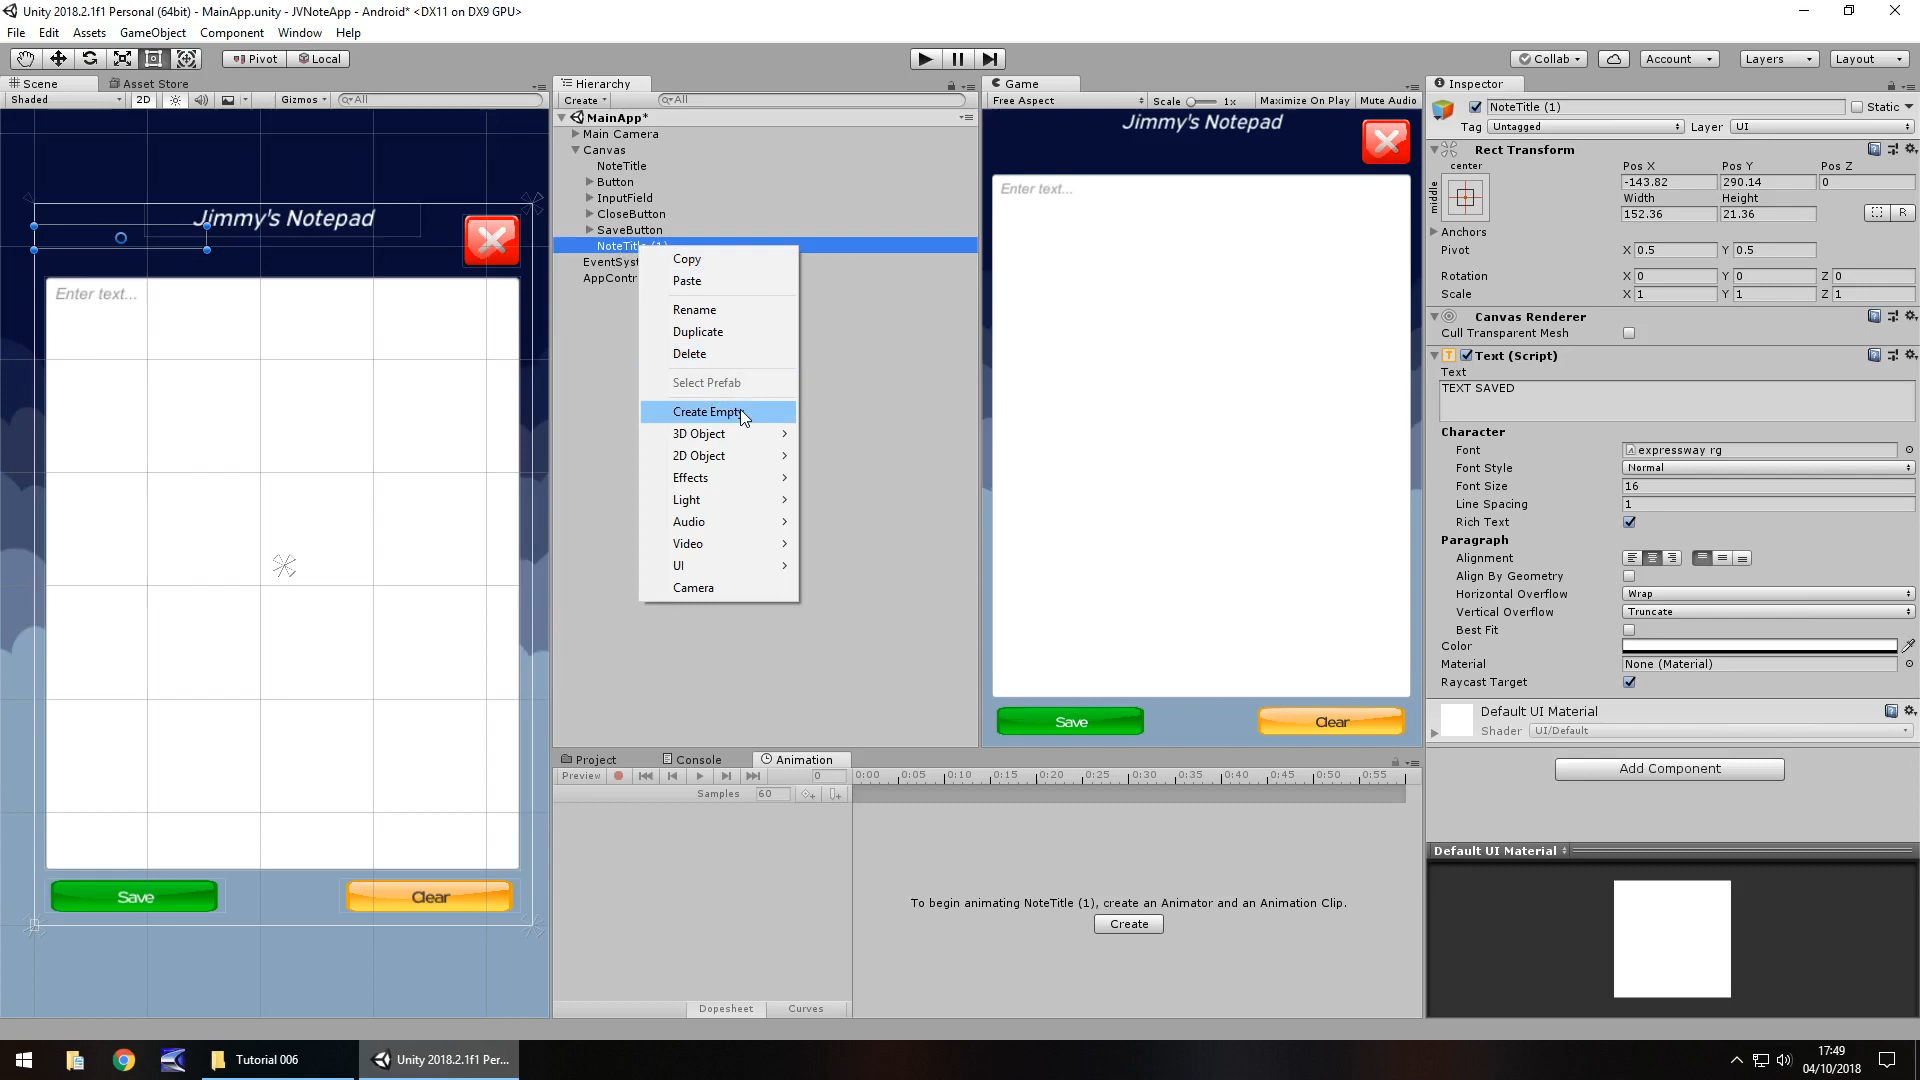 Unity 2018.2.1f1 Personal (64bit) - MainApp.unity - JVNoteApp - Android* <DX11 on DX9 GPU>
File Edit Assets GameObject Component Window Help
Pivot Local Collab Account Layers Layout
Scene Asset Store
Shaded 2D Gizmos All
Jimmy's Notepad
Enter text...
Save Clear
Hierarchy
Create All
MainApp*
Main Camera
Canvas
NoteTitle
Button
InputField
CloseButton
SaveButton
NoteTitle (1)
EventSyst
AppContr
Copy
Paste
Rename
Duplicate
Delete
Select Prefab
Create Empty
3D Object
2D Object
Effects
Light
Audio
Video
UI
Camera
Game
Free Aspect Scale 1x Maximize On Play Mute Audio
Jimmy's Notepad
Enter text...
Save Clear
Project Console Animation
Preview 0 0:00 0:05 0:10 0:15 0:20 0:25 0:30 0:35 0:40 0:45 0:50 0:55
Samples 60
To begin animating NoteTitle (1), create an Animator and an Animation Clip.
Create
Dopesheet Curves
Inspector
NoteTitle (1) Static
Tag Untagged Layer UI
Rect Transform
center Pos X Pos Y Pos Z
middle -143.82 290.14 0
Width Height
152.36 21.36 R
Anchors
Pivot X 0.5 Y 0.5
Rotation X 0 Y 0 Z 0
Scale X 1 Y 1 Z 1
Canvas Renderer
Cull Transparent Mesh
Text (Script)
Text
TEXT SAVED
Character
Font expressway rg
Font Style Normal
Font Size 16
Line Spacing 1
Rich Text
Paragraph
Alignment
Align By Geometry
Horizontal Overflow Wrap
Vertical Overflow Truncate
Best Fit
Color
Material None (Material)
Raycast Target
Default UI Material
Shader UI/Default
Add Component
Default UI Material
Tutorial 006 Unity 2018.2.1f1 Per...
17:49
04/10/2018